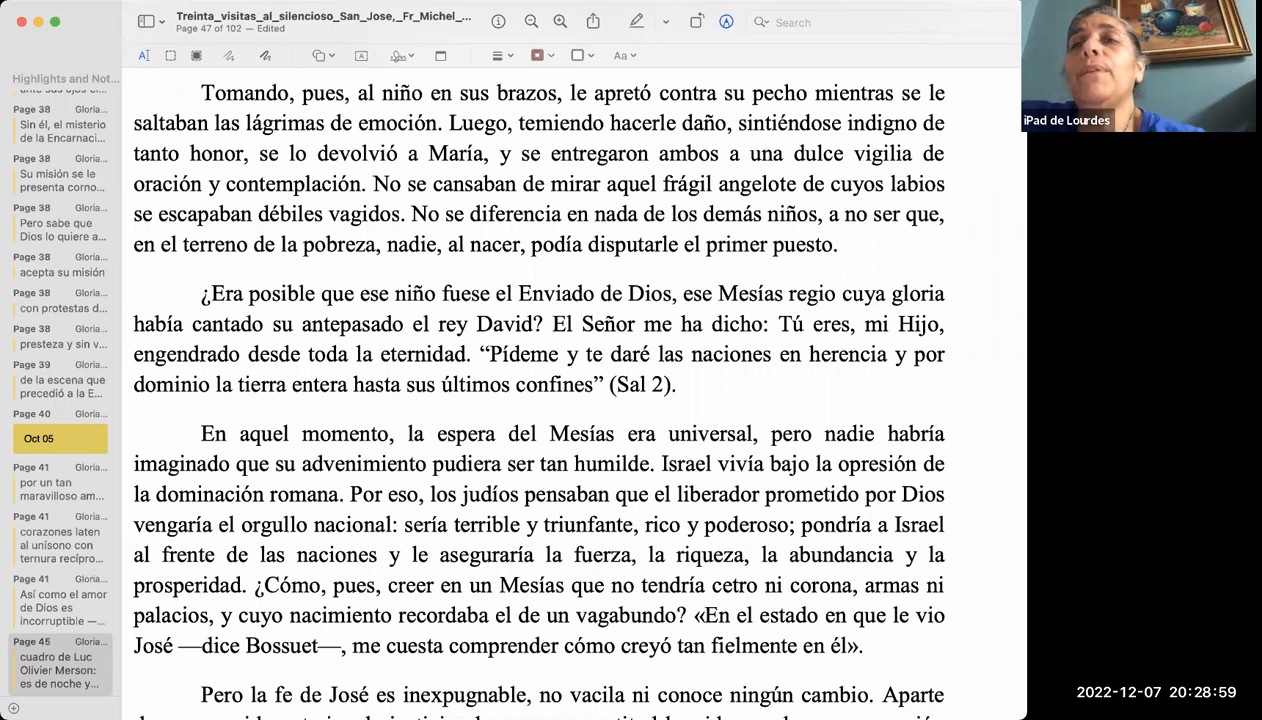 Treinta_visitas_al_silencioso_San_Jose,_Fr_Michel_...
Page 47 of 102 — Edited
Search
Aa
Highlights and Not...
Page 38 Gloria...
Sin él, el misterio
de la Encarnaci...
Page 38 Gloria...
Su misión se le
presenta corno...
Page 38 Gloria...
Pero sabe que
Dios lo quiere a...
Page 38 Gloria...
acepta su misión
Page 38 Gloria...
con protestas d...
Page 38 Gloria...
presteza y sin v...
Page 39 Gloria...
de la escena que
precedió a la E...
Page 40 Gloria...
Oct 05
Page 41 Gloria...
por un tan
maravilloso am...
Page 41 Gloria...
corazones laten
al unísono con
ternura recípro...
Page 41 Gloria...
Así como el amor
de Dios es
incorruptible —...
Page 45 Gloria...
cuadro de Luc
Olivier Merson:
es de noche y...
Tomando, pues, al niño en sus brazos, le apretó contra su pecho mientras se le
saltaban las lágrimas de emoción. Luego, temiendo hacerle daño, sintiéndose indigno de
tanto honor, se lo devolvió a María, y se entregaron ambos a una dulce vigilia de
oración y contemplación. No se cansaban de mirar aquel frágil angelote de cuyos labios
se escapaban débiles vagidos. No se diferencia en nada de los demás niños, a no ser que,
en el terreno de la pobreza, nadie, al nacer, podía disputarle el primer puesto.
¿Era posible que ese niño fuese el Enviado de Dios, ese Mesías regio cuya gloria
había cantado su antepasado el rey David? El Señor me ha dicho: Tú eres, mi Hijo,
engendrado desde toda la eternidad. “Pídeme y te daré las naciones en herencia y por
dominio la tierra entera hasta sus últimos confines” (Sal 2).
En aquel momento, la espera del Mesías era universal, pero nadie habría
imaginado que su advenimiento pudiera ser tan humilde. Israel vivía bajo la opresión de
la dominación romana. Por eso, los judíos pensaban que el liberador prometido por Dios
vengaría el orgullo nacional: sería terrible y triunfante, rico y poderoso; pondría a Israel
al frente de las naciones y le aseguraría la fuerza, la riqueza, la abundancia y la
prosperidad. ¿Cómo, pues, creer en un Mesías que no tendría cetro ni corona, armas ni
palacios, y cuyo nacimiento recordaba el de un vagabundo? «En el estado en que le vio
José —dice Bossuet—, me cuesta comprender cómo creyó tan fielmente en él».
Pero la fe de José es inexpugnable, no vacila ni conoce ningún cambio. Aparte
iPad de Lourdes
2022-12-07 20:28:59